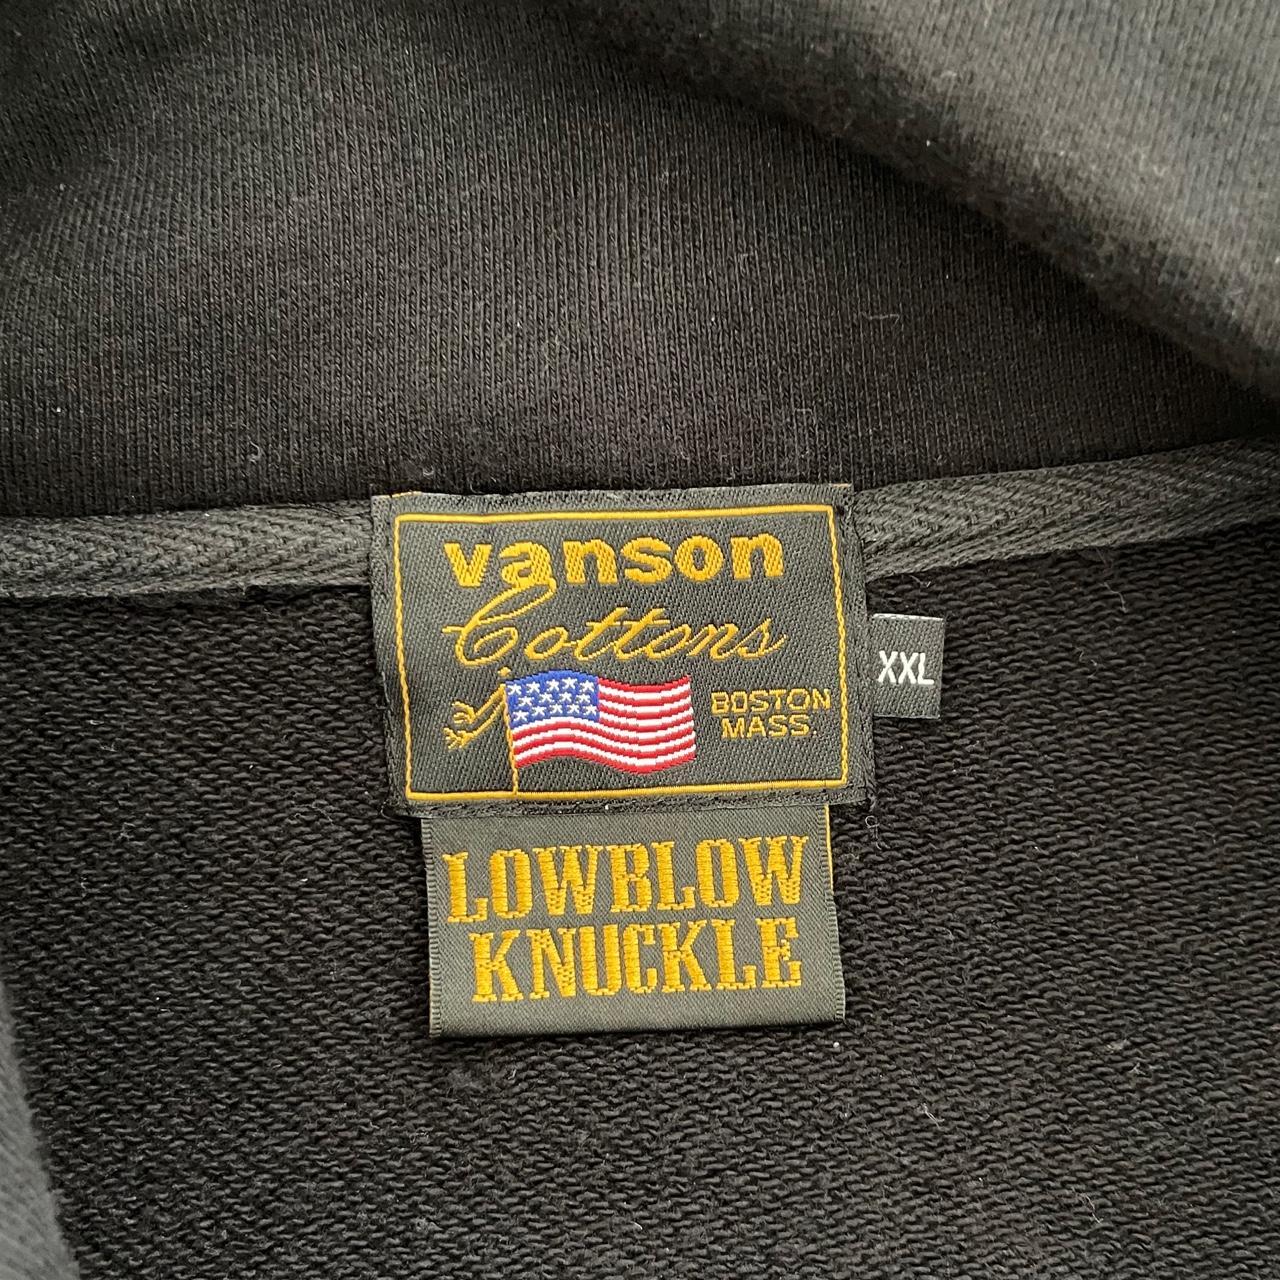 vanson
Cottons
BOSTON
MASS.
XXL
LOWBLOW
KNUCKLE